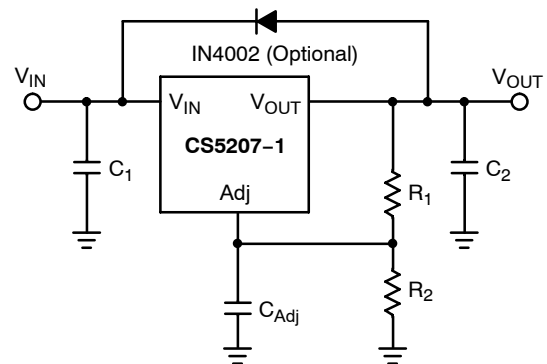 IN4002 (Optional)
VIN
VOUT
VIN
VOUT
CS5207−1
C1
C2
Adj
R1
R2
CAdj